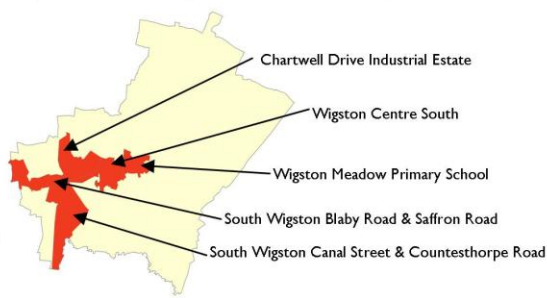 Chartwell Drive Industrial Estate
Wigston Centre South
Wigston Meadow Primary School
South Wigston Blaby Road & Saffron Road
South Wigston Canal Street & Countesthorpe Road